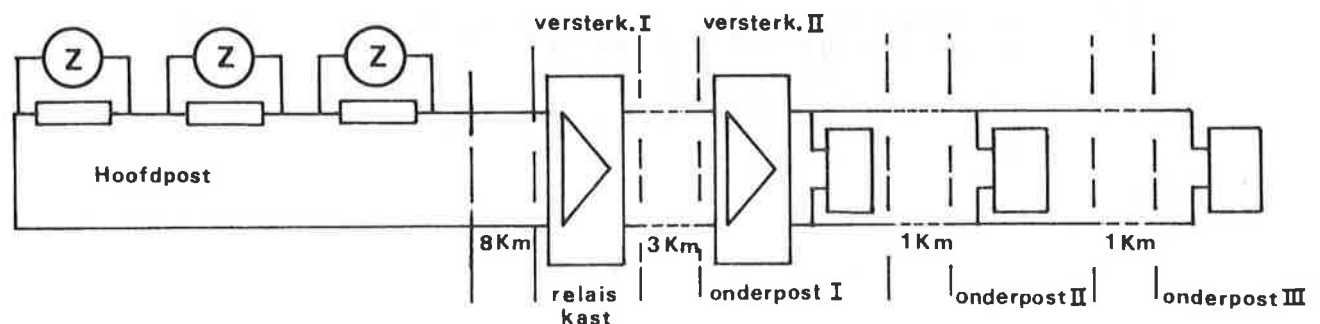 versterk.I
versterk.II
Z
Z
Z
Hoofdpost
8Km
3Km
1Km
1Km
relais
kast
onderpost I
onderpost II
onderpost III